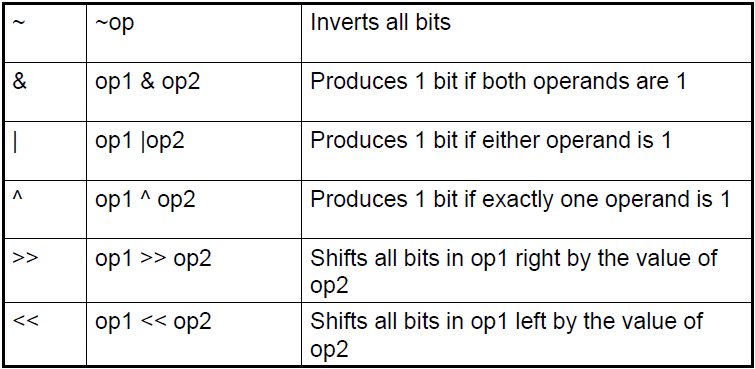 ~ ~op Inverts all bits
& op1 & op2 Produces 1 bit if both operands are 1
| op1 |op2 Produces 1 bit if either operand is 1
^ op1 ^ op2 Produces 1 bit if exactly one operand is 1
>> op1 >> op2 Shifts all bits in op1 right by the value of
op2
<< op1 << op2 Shifts all bits in op1 left by the value of
op2